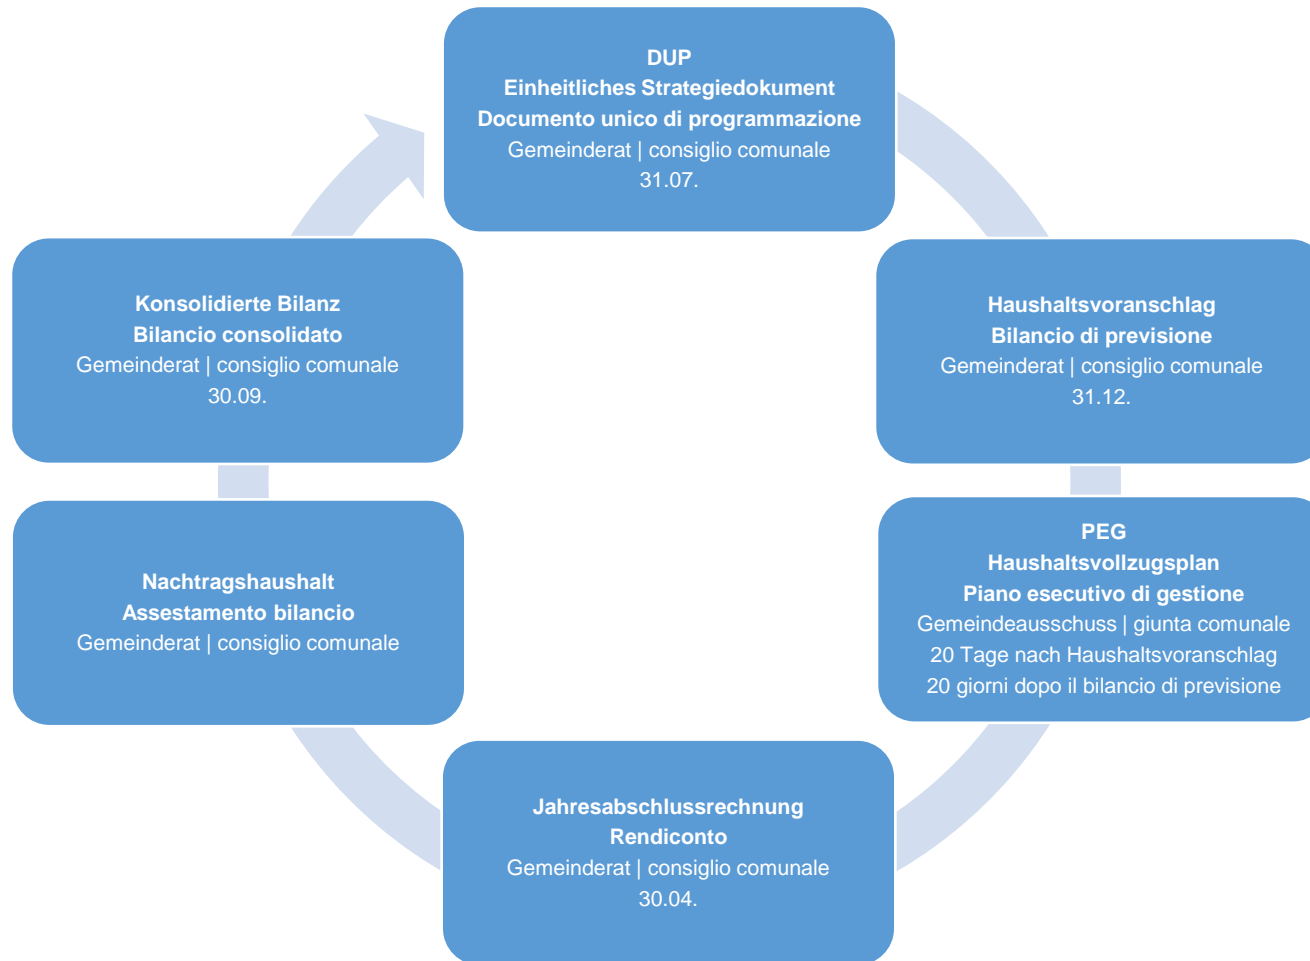 DUP
Einheitliches Strategiedokument
Documento unico di programmazione
Gemeinderat | consiglio comunale
31.07.
Haushaltsvoranschlag
Bilancio di previsione
Gemeinderat | consiglio comunale
31.12.
PEG
Haushaltsvollzugsplan
Piano esecutivo di gestione
Gemeindeausschuss | giunta comunale
20 Tage nach Haushaltsvoranschlag
20 giorni dopo il bilancio di previsione
Jahresabschlussrechnung
Rendiconto
Gemeinderat | consiglio comunale
30.04.
Nachtragshaushalt
Assestamento bilancio
Gemeinderat | consiglio comunale
Konsolidierte Bilanz
Bilancio consolidato
Gemeinderat | consiglio comunale
30.09.